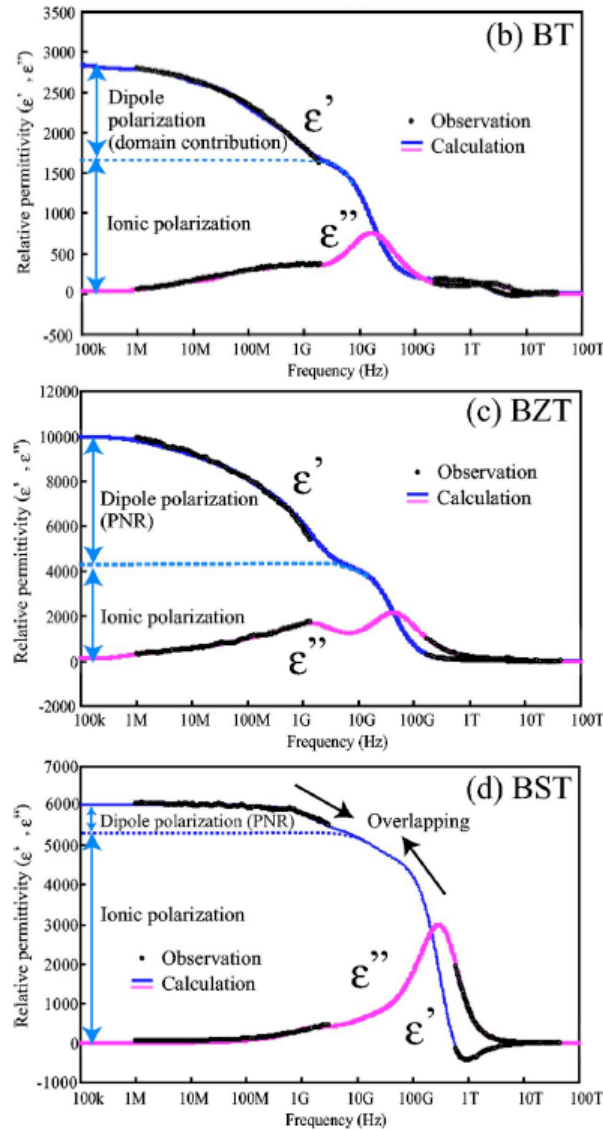 (b) BT
3500
3000
2500
2000
1500
1000
500
0
-500
Relative permittivity (ε' , ε")
Dipole
polarization
(domain contribution)
Ionic polarization
ε'
ε''
Observation
Calculation
100k 1M 10M 100M 1G 10G 100G 1T 10T 100T
Frequency (Hz)
(c) BZT
12000
10000
8000
6000
4000
2000
0
-2000
Relative permittivity (ε' , ε")
Dipole polarization
(PNR)
Ionic polarization
ε'
ε''
Observation
Calculation
100k 1M 10M 100M 1G 10G 100G 1T 10T 100T
Frequency (Hz)
(d) BST
7000
6000
5000
4000
3000
2000
1000
0
-1000
Relative permittivity (ε' , ε")
Dipole polarization (PNR)
Overlapping
Ionic polarization
Observation
Calculation
ε''
ε'
100k 1M 10M 100M 1G 10G 100G 1T 10T 100T
Frequency (Hz)